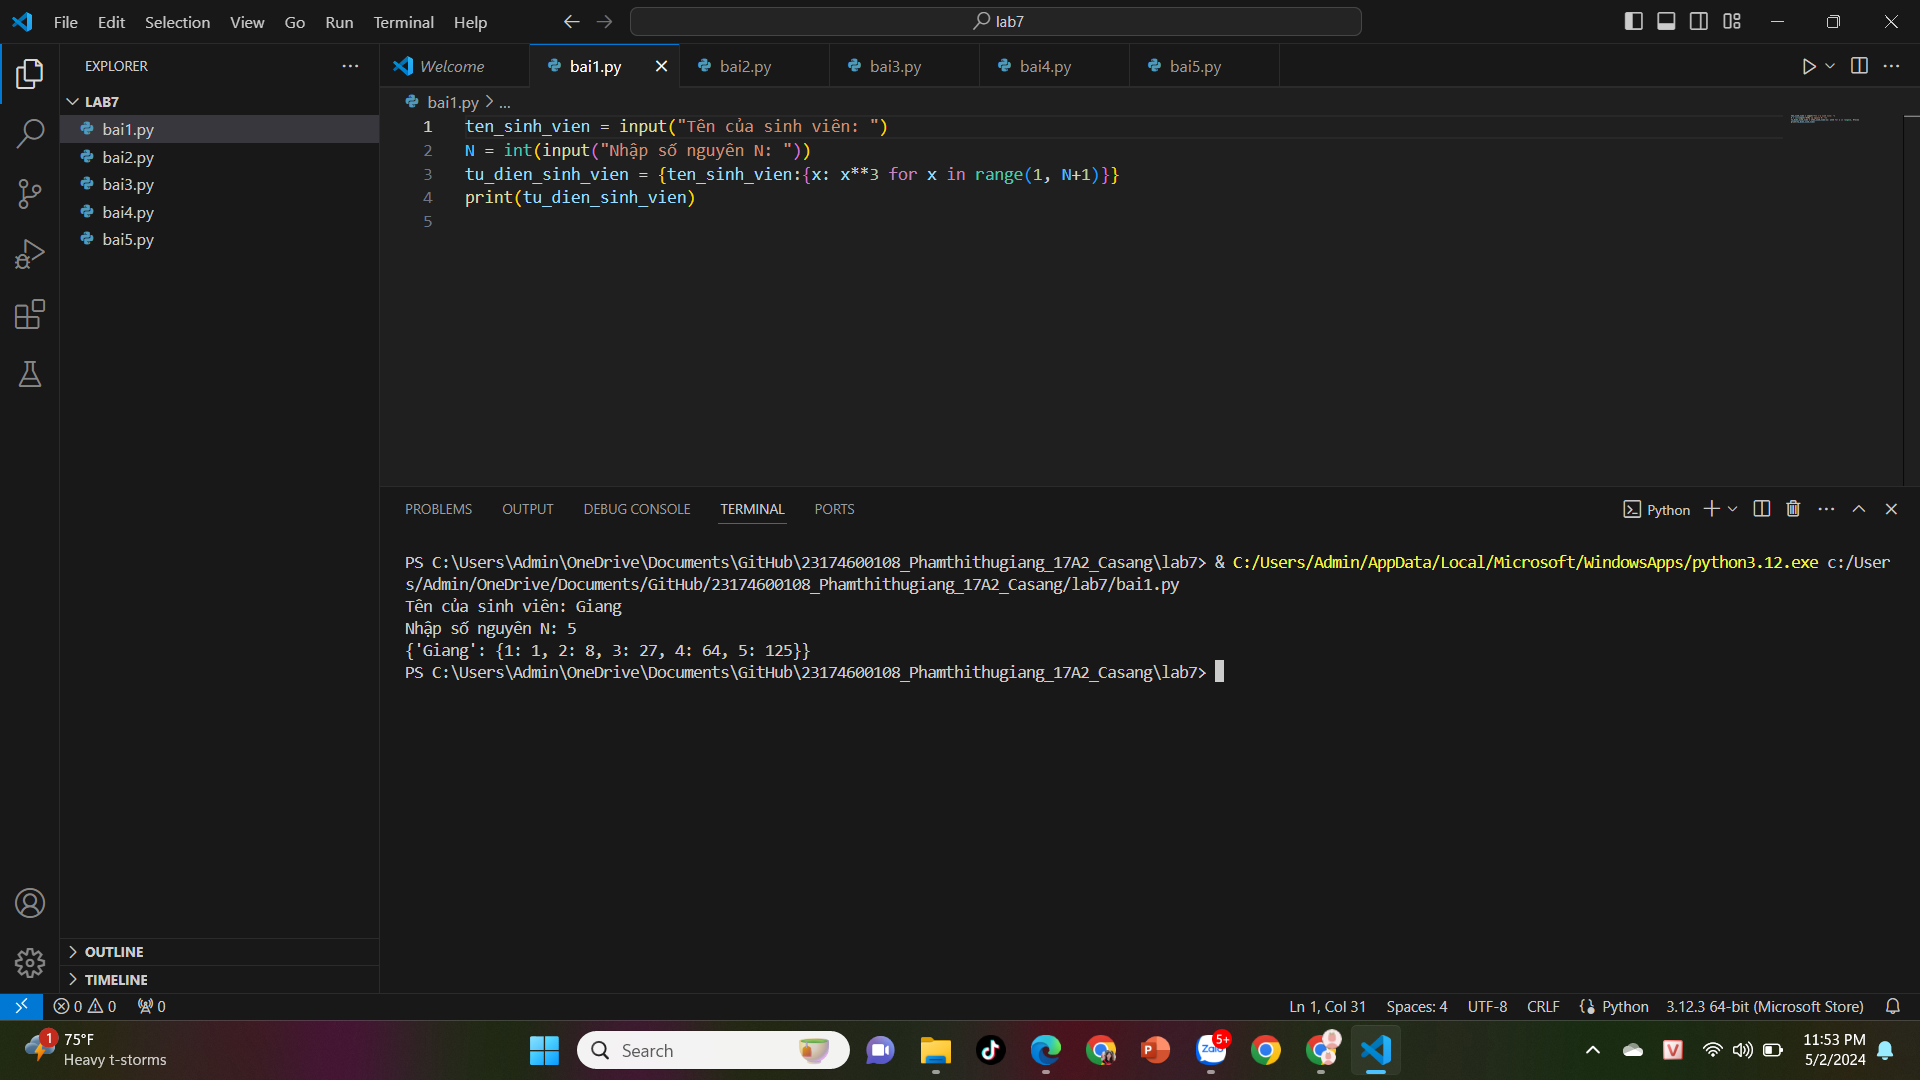 File Edit Selection View Go Run Terminal Help
lab7
EXPLORER
LAB7
bai1.py
bai2.py
bai3.py
bai4.py
bai5.py
OUTLINE
TIMELINE
Welcome bai1.py bai2.py bai3.py bai4.py bai5.py
bai1.py > ...
1 ten_sinh_vien = input("Tên của sinh viên: ")
2 N = int(input("Nhập số nguyên N: "))
3 tu_dien_sinh_vien = {ten_sinh_vien:{x: x**3 for x in range(1, N+1)}}
4 print(tu_dien_sinh_vien)
5
PROBLEMS OUTPUT DEBUG CONSOLE TERMINAL PORTS
Python
PS C:\Users\Admin\OneDrive\Documents\GitHub\23174600108_Phamthithugiang_17A2_Casang\lab7> & C:/Users/Admin/AppData/Local/Microsoft/WindowsApps/python3.12.exe c:/User
s/Admin/OneDrive/Documents/GitHub/23174600108_Phamthithugiang_17A2_Casang/lab7/bai1.py
Tên của sinh viên: Giang
Nhập số nguyên N: 5
{'Giang': {1: 1, 2: 8, 3: 27, 4: 64, 5: 125}}
PS C:\Users\Admin\OneDrive\Documents\GitHub\23174600108_Phamthithugiang_17A2_Casang\lab7>
0 0 0
Ln 1, Col 31 Spaces: 4 UTF-8 CRLF Python 3.12.3 64-bit (Microsoft Store)
1
75°F
Heavy t-storms
Search
P
Zalo
5+
V
11:53 PM
5/2/2024